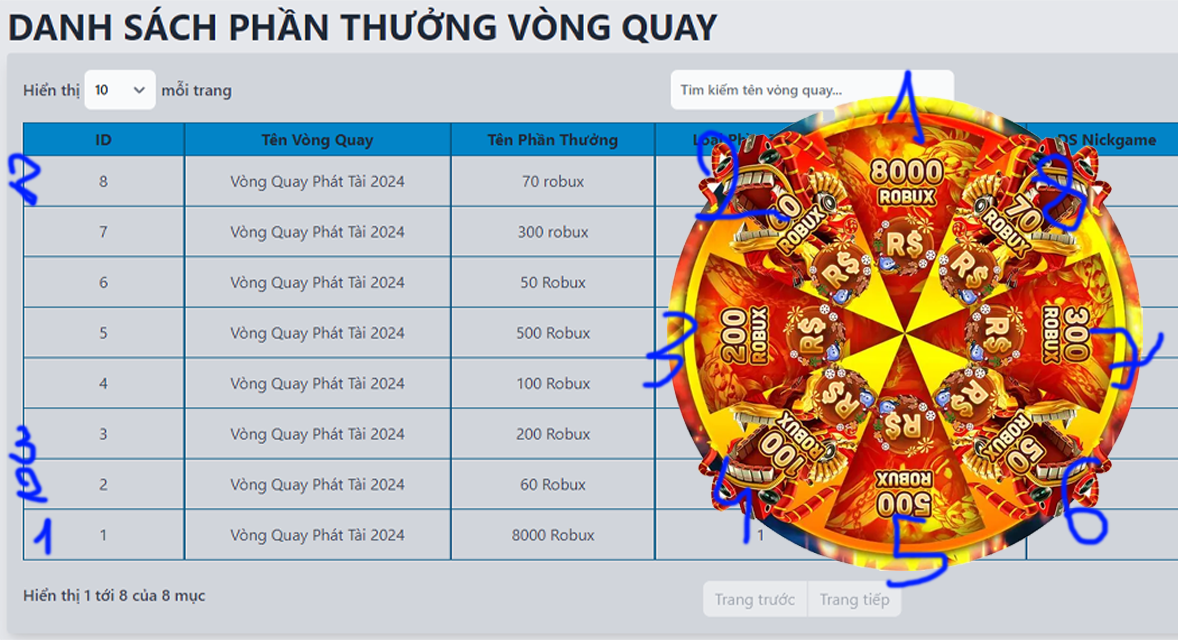 DANH SÁCH PHẦN THƯỞNG VÒNG QUAY
Hiển thị 10 mỗi trang
Tìm kiếm tên vòng quay...
ID Tên Vòng Quay Tên Phần Thưởng Loại DS Nickgame
8 Vòng Quay Phát Tài 2024 70 robux
7 Vòng Quay Phát Tài 2024 300 robux
6 Vòng Quay Phát Tài 2024 50 Robux
5 Vòng Quay Phát Tài 2024 500 Robux
4 Vòng Quay Phát Tài 2024 100 Robux
3 Vòng Quay Phát Tài 2024 200 Robux
2 Vòng Quay Phát Tài 2024 60 Robux
1 Vòng Quay Phát Tài 2024 8000 Robux 1
Hiển thị 1 tới 8 của 8 mục
Trang trước Trang tiếp
2
3
2
1
1
8000
ROBUX
R$
2
ROBUX
R$
3
200
ROBUX
R$
4
100
ROBUX
R$
5
500
ROBUX
R$
6
50
ROBUX
R$
7
300
ROBUX
R$
8
70
ROBUX
R$